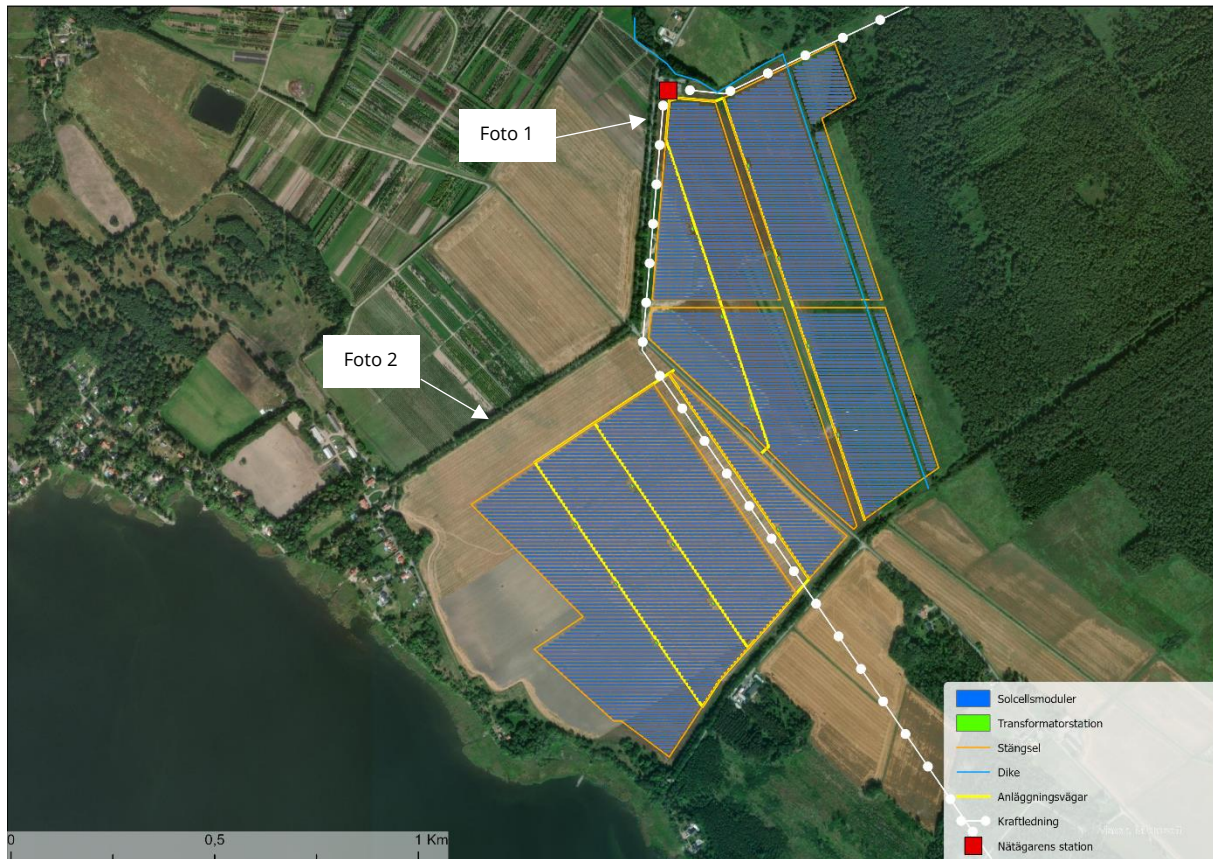 Foto 1
Foto 2
Solcellsmoduler
Transformatorstation
Stängsel
Dike
Anläggningsvägar
Kraftledning
Nätägarens station
0 0,5 1 Km